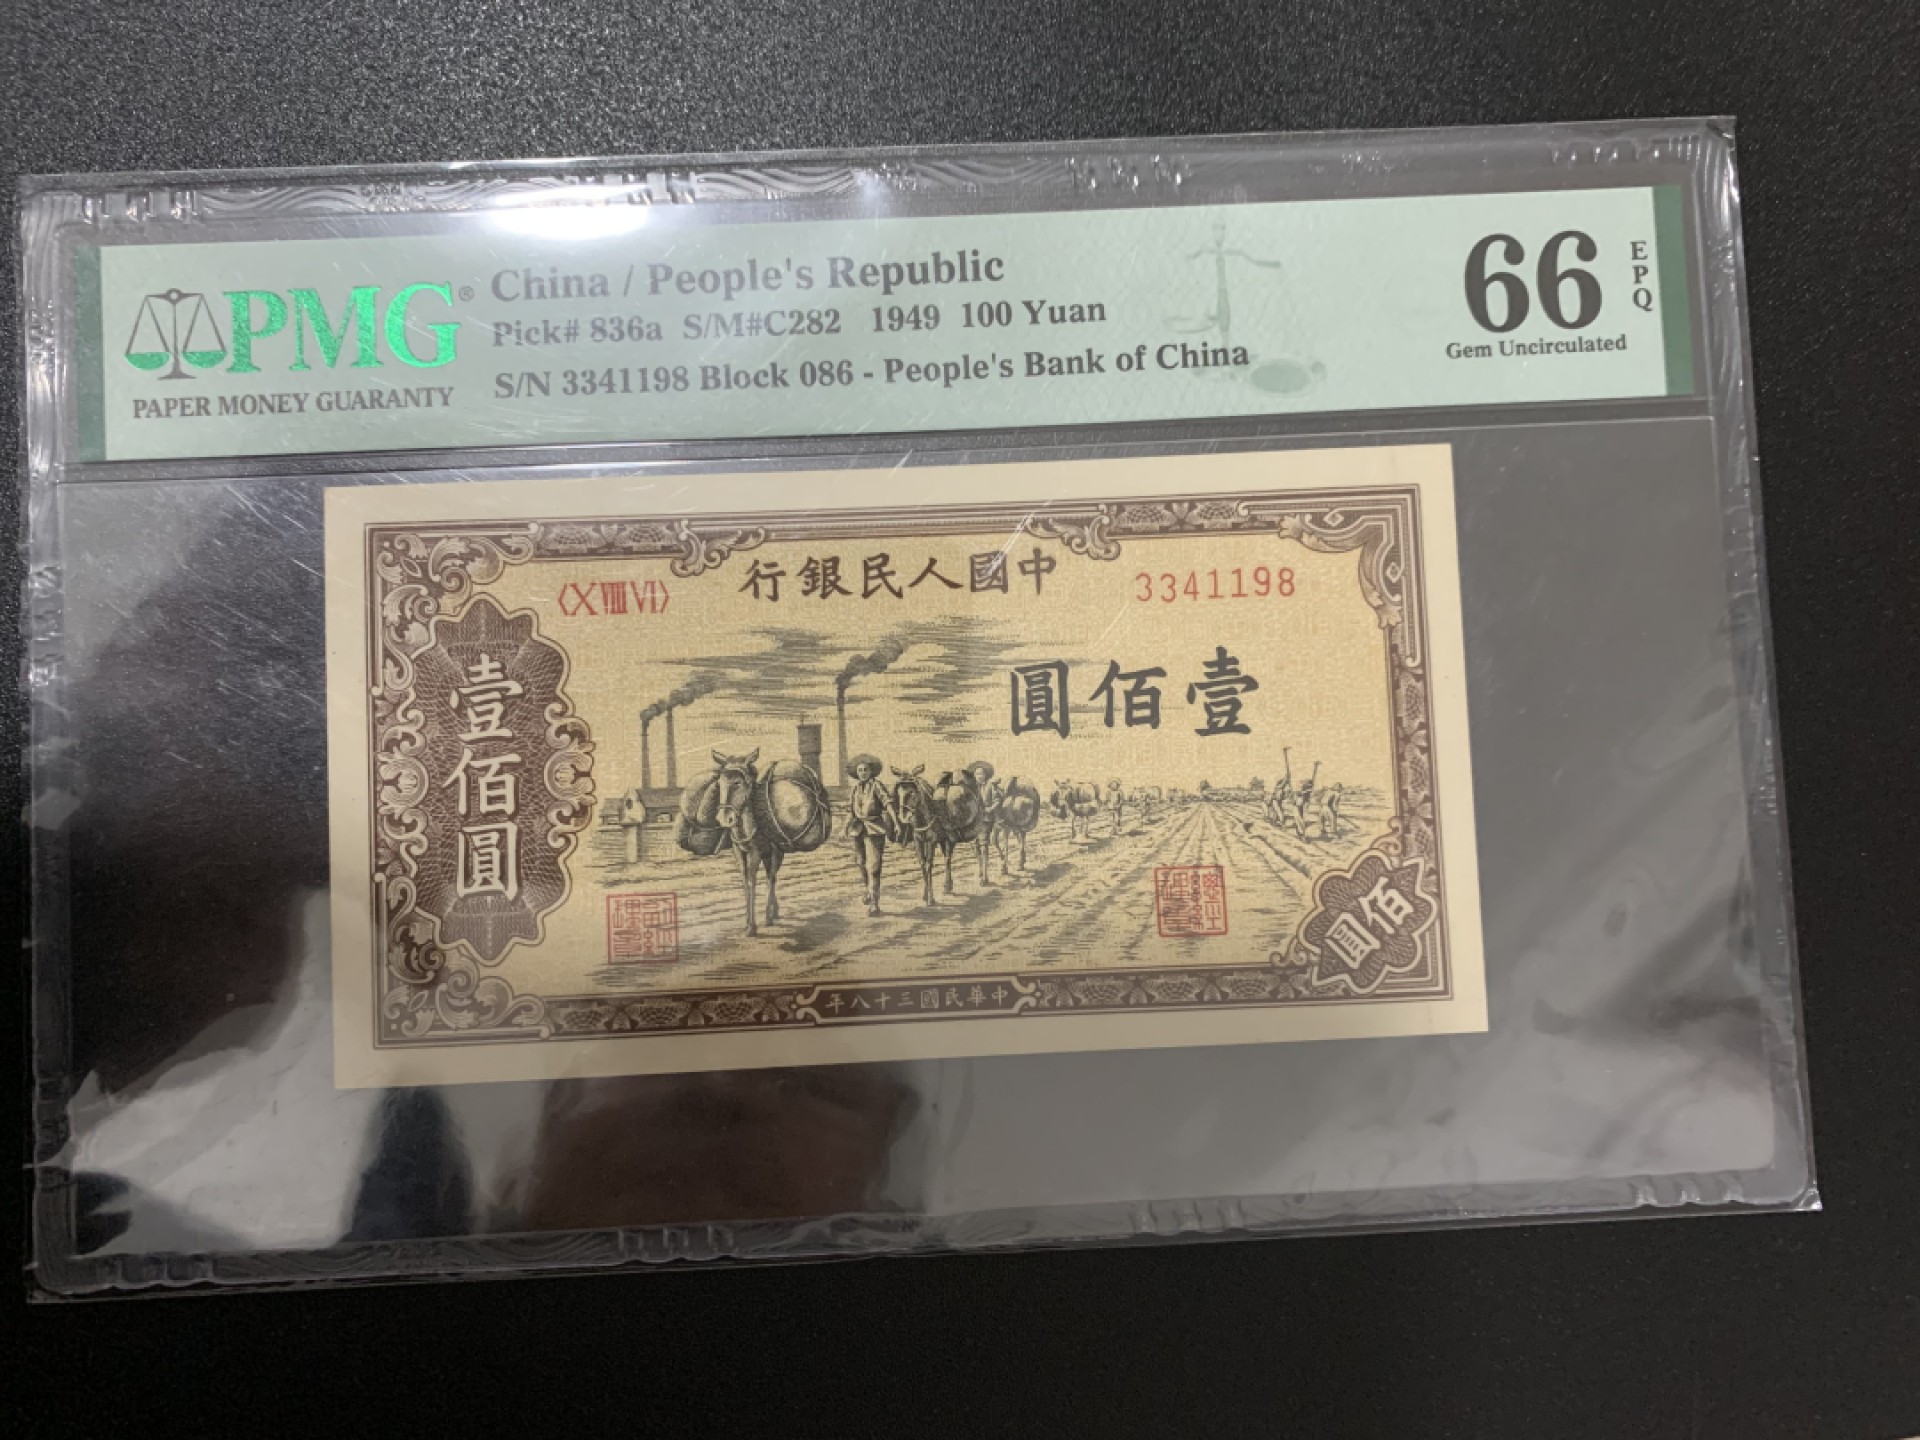 PMG®
PAPER MONEY GUARANTY
China / People's Republic
Pick# 836a S/M#C282 1949 100 Yuan
S/N 3341198 Block 086 - People's Bank of China
66
EPQ
Gem Uncirculated
〈XⅧⅥ〉
中國人民銀行
3341198
壹佰圓
壹佰圓
佰圓
中華民國三十八年